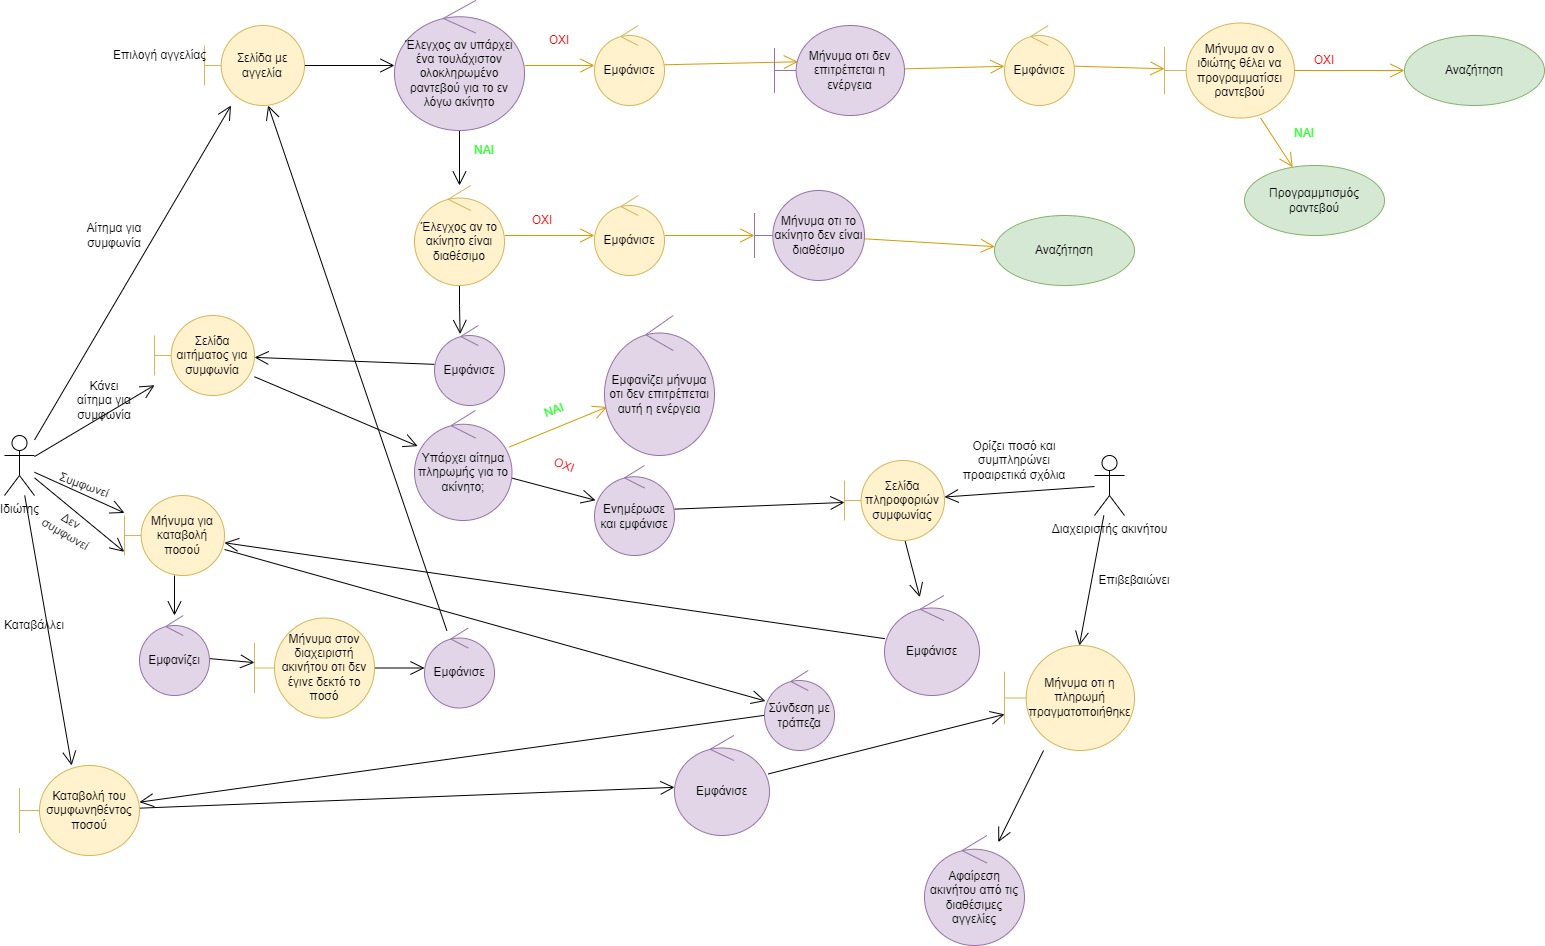 Επιλογή αγγελίας
Σελίδα με
αγγελία
Έλεγχος αν υπάρχει
ένα τουλάχιστον
ολοκληρωμένο
ραντεβού για το εν
λόγω ακίνητο
ΟΧΙ
Εμφάνισε
Μήνυμα οτι δεν
επιτρέπεται η
ενέργεια
Εμφάνισε
Μήνυμα αν ο
ιδιώτης θέλει να
προγραμματίσει
ραντεβού
ΟΧΙ
Αναζήτηση
ΝΑΙ
ΝΑΙ
Προγραμμτισμός
ραντεβού
Αίτημα για
συμφωνία
Έλεγχος αν το
ακίνητο είναι
διαθέσιμο
ΟΧΙ
Εμφάνισε
Μήνυμα οτι το
ακίνητο δεν είναι
διαθέσιμο
Αναζήτηση
Σελίδα
αιτήματος για
συμφωνία
Εμφάνισε
Κάνει
αίτημα για
συμφωνία
Εμφανίζει μήνυμα
οτι δεν επιτρέπεται
αυτή η ενέργεια
ΝΑΙ
Υπάρχει αίτημα
πληρωμής για το
ακίνητο;
ΟΧΙ
Ενημέρωσε
και εμφάνισε
Σελίδα
πληροφοριών
συμφωνίας
Ορίζει ποσό και
συμπληρώνει
προαιρετικά σχόλια
Διαχειριστής ακινήτου
Ιδιώτης
Συμφωνεί
Δεν
συμφωνεί
Μήνυμα για
καταβολή
ποσού
Επιβεβαιώνει
Καταβάλλει
Εμφανίζει
Μήνυμα στον
διαχειριστή
ακινήτου οτι δεν
έγινε δεκτό το
ποσό
Εμφάνισε
Εμφάνισε
Μήνυμα οτι η
πληρωμή
πραγματοποιήθηκε
Σύνδεση με
τράπεζα
Καταβολή του
συμφωνηθέντος
ποσού
Εμφάνισε
Αφαίρεση
ακινήτου από τις
διαθέσιμες
αγγελίες